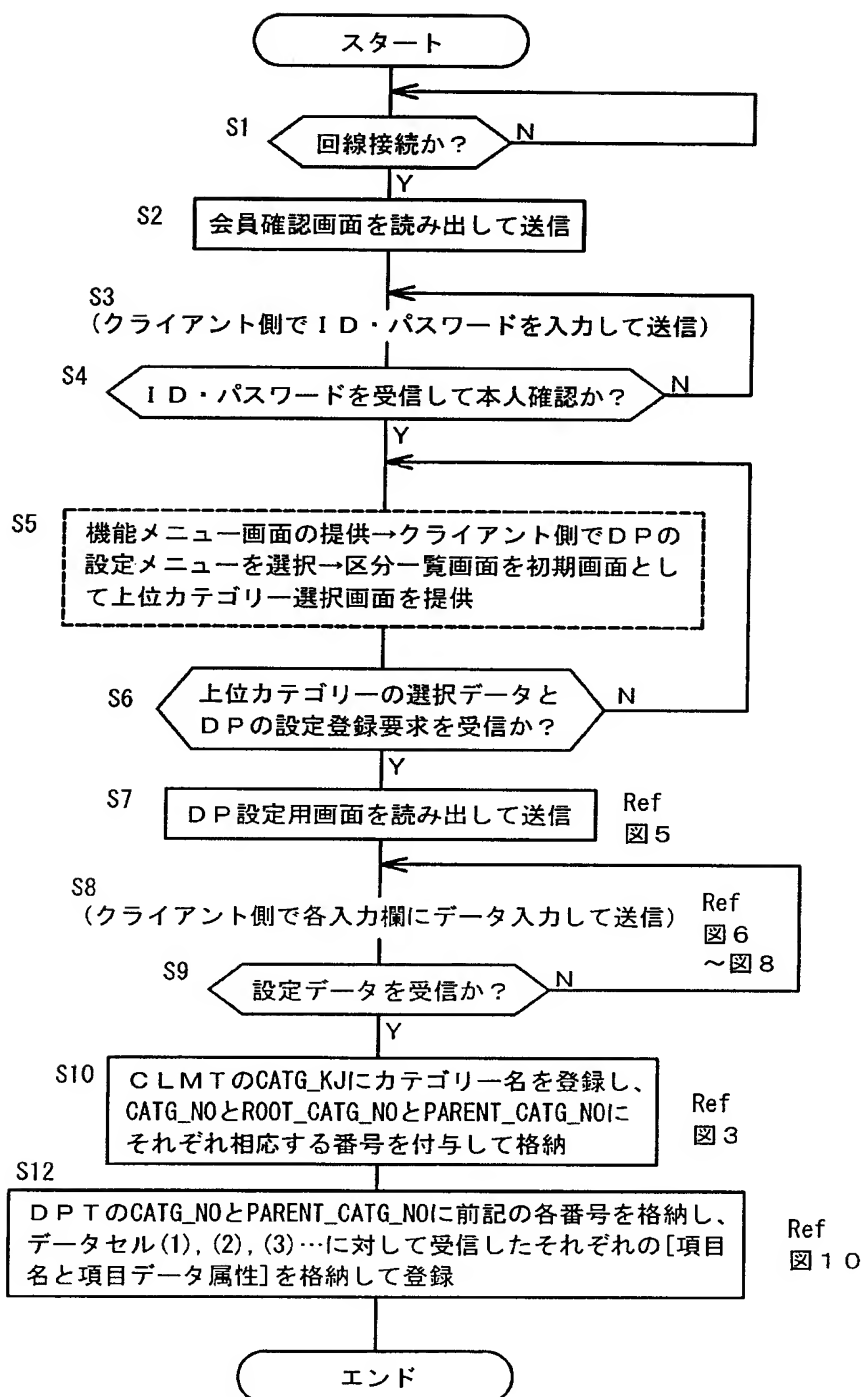 スタート
S1
回線接続か?
N
Y
S2
会員確認画面を読み出して送信
S3
(クライアント側でID・パスワードを入力して送信)
S4
ID・パスワードを受信して本人確認か?
N
Y
S5
機能メニュー画面の提供→クライアント側でDPの
設定メニューを選択→区分一覧画面を初期画面とし
て上位カテゴリー選択画面を提供
S6
上位カテゴリーの選択データと
DPの設定登録要求を受信か?
N
Y
S7
DP設定用画面を読み出して送信
Ref
図5
S8
(クライアント側で各入力欄にデータ入力して送信)
Ref
図6
~図8
S9
設定データを受信か?
N
Y
S10
CLMTのCATG_KJにカテゴリー名を登録し、
CATG_NOとROOT_CATG_NOとPARENT_CATG_NOに
それぞれ相応する番号を付与して格納
Ref
図3
S12
DPTのCATG_NOとPARENT_CATG_NOに前記の各番号を格納し、
データセル(1),(2),(3)…に対して受信したそれぞれの[項目
名と項目データ属性]を格納して登録
Ref
図10
エンド